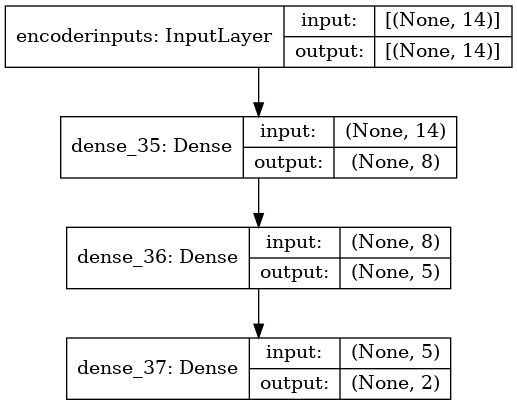 encoderinputs: InputLayer
input: [(None, 14)]
output: [(None, 14)]
dense_35: Dense
input: (None, 14)
output: (None, 8)
dense_36: Dense
input: (None, 8)
output: (None, 5)
dense_37: Dense
input: (None, 5)
output: (None, 2)